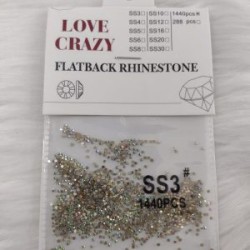 LOVE
CRAZY
SS3 SS10 1440pcs
SS4 SS12 288 pcs
SS5 SS16
SS6 SS20
SS8 SS30
FLATBACK RHINESTONE
SS3#
1440PCS